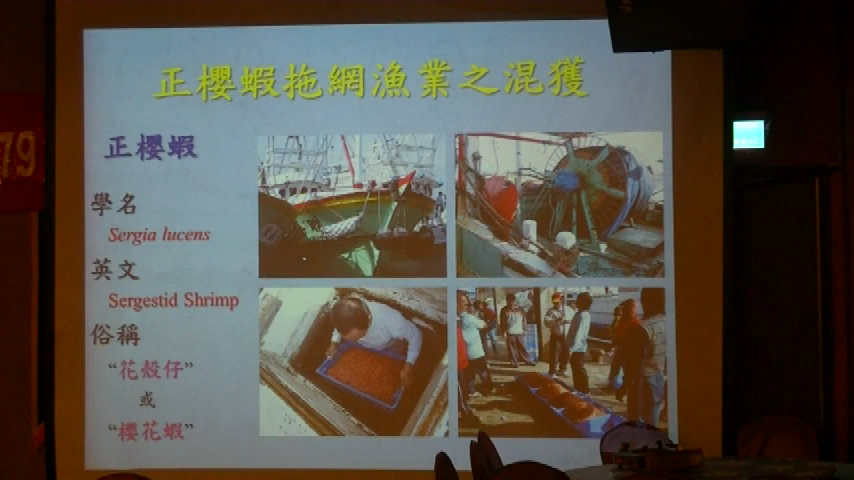 正櫻蝦拖網漁業之混獲
正櫻蝦
學名
Sergia lucens
英文
Sergestid Shrimp
俗稱
“花殼仔”
或
“櫻花蝦”
79